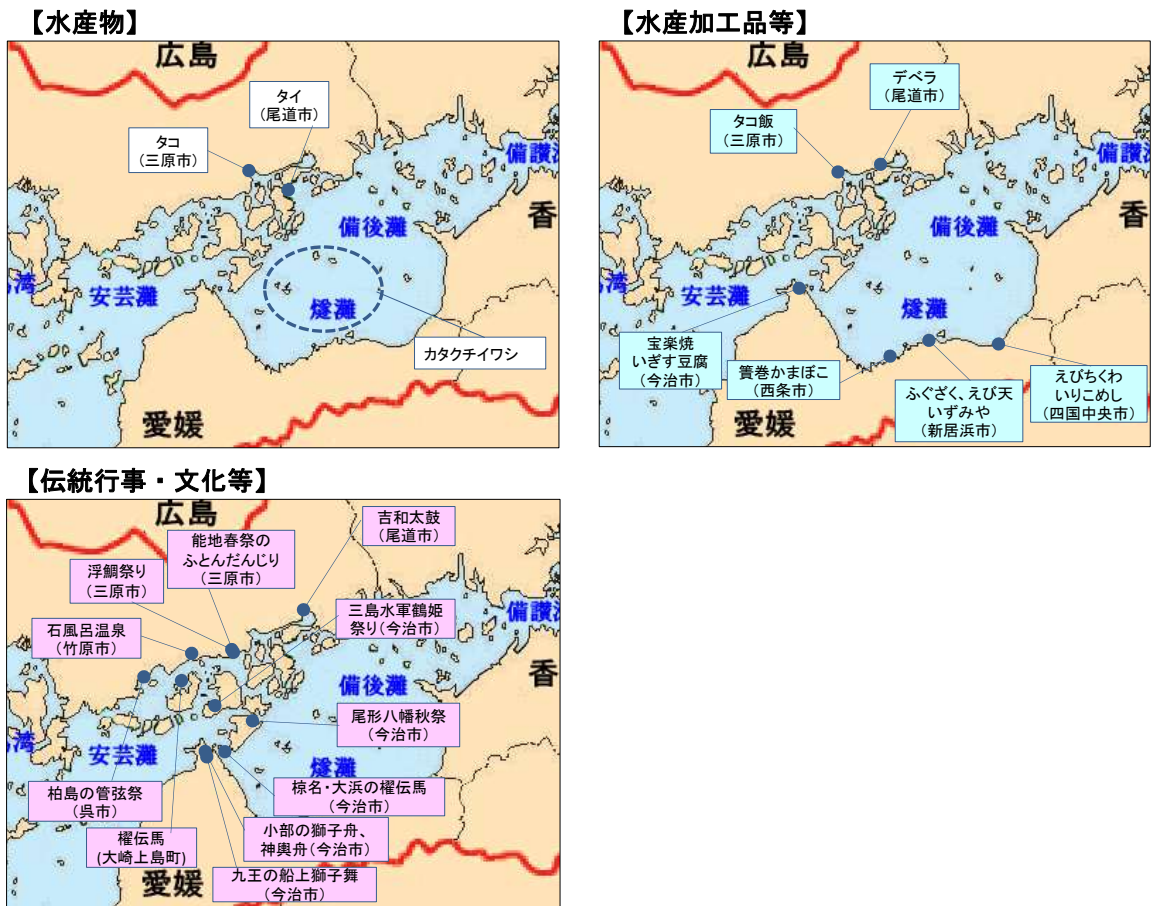 【水産物】
広島
タイ
(尾道市)
タコ
(三原市)
備讃
備後灘
香
安芸灘
燧灘
カタクチイワシ
愛媛
【水産加工品等】
広島
デベラ
(尾道市)
タコ飯
(三原市)
備讃
備後灘
香
湾
安芸灘
燧灘
宝楽焼
いぎす豆腐
(今治市)
簀巻かまぼこ
(西条市)
ふぐざく、えび天
いずみや
(新居浜市)
えびちくわ
いりこめし
(四国中央市)
愛媛
【伝統行事・文化等】
広島
吉和太鼓
(尾道市)
能地春祭の
ふとんだんじり
(三原市)
浮鯛祭り
(三原市)
三島水軍鶴姫
祭り(今治市)
石風呂温泉
(竹原市)
備讃
備後灘
香
尾形八幡秋祭
(今治市)
湾
安芸灘
燧灘
椋名・大浜の櫂伝馬
(今治市)
柏島の管弦祭
(呉市)
小部の獅子舟、
神輿舟(今治市)
櫂伝馬
(大崎上島町)
九王の船上獅子舞
(今治市)
愛媛